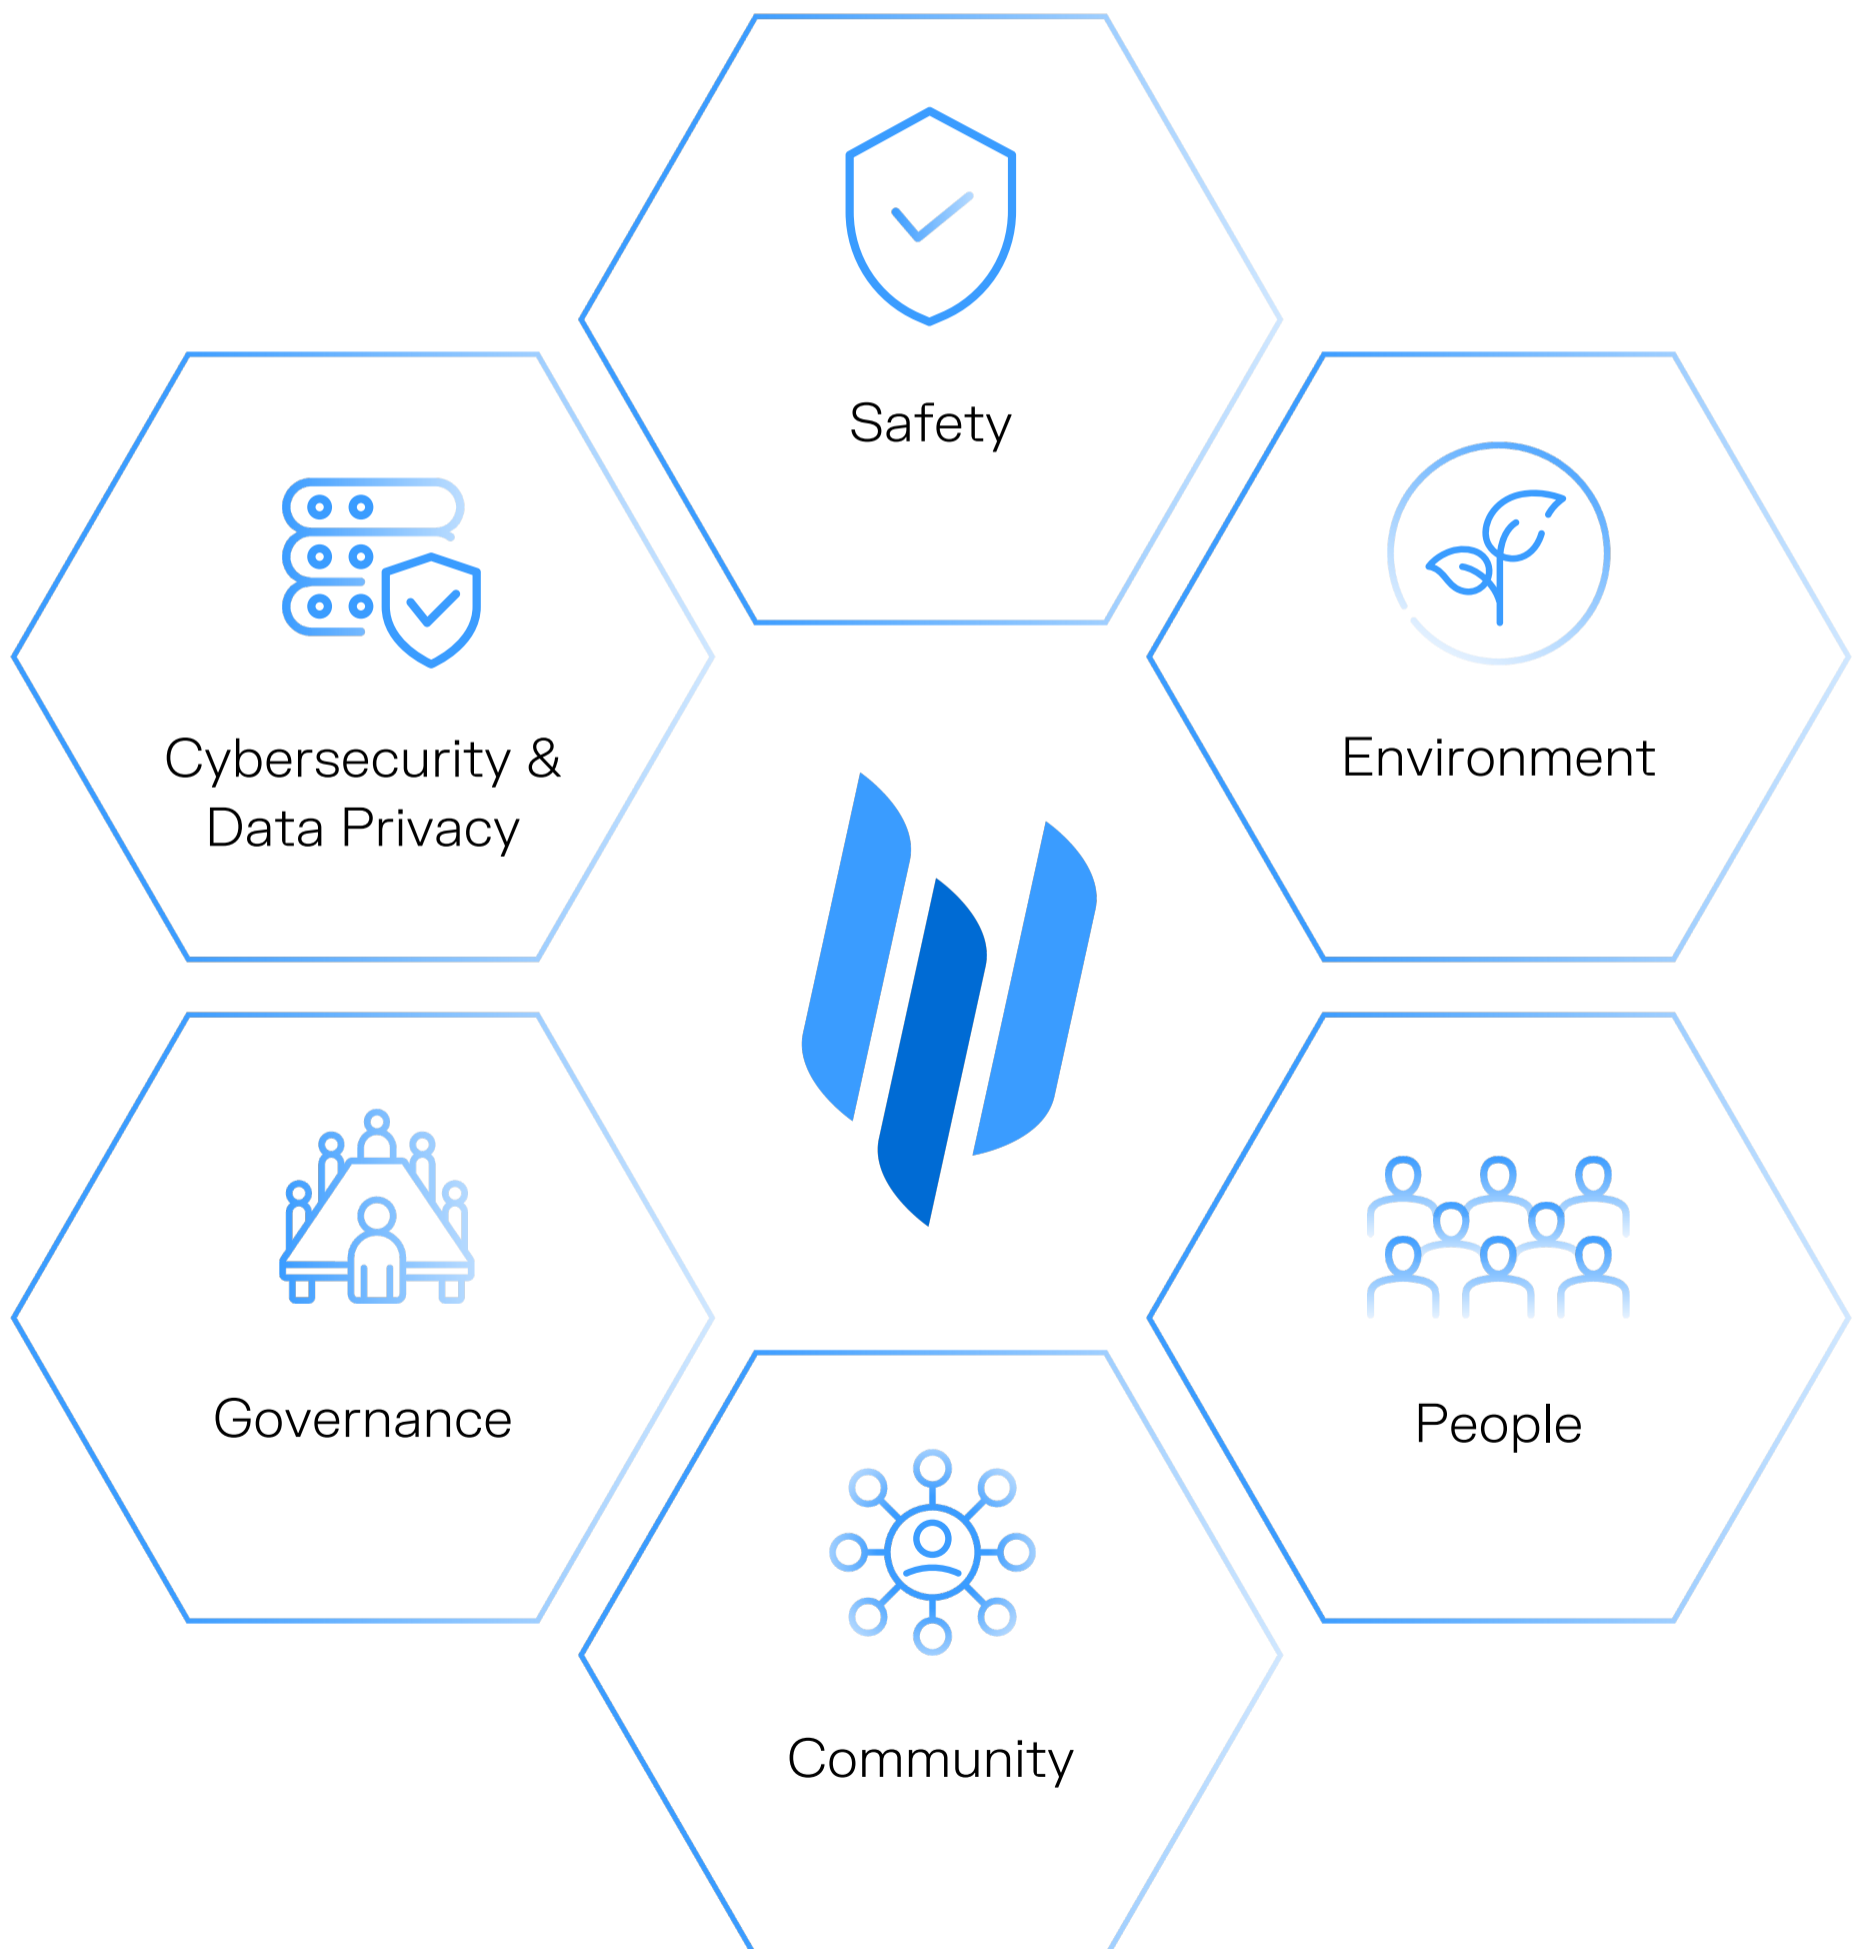 Safety
Environment
Cybersecurity &
Data Privacy
Governance
People
Community